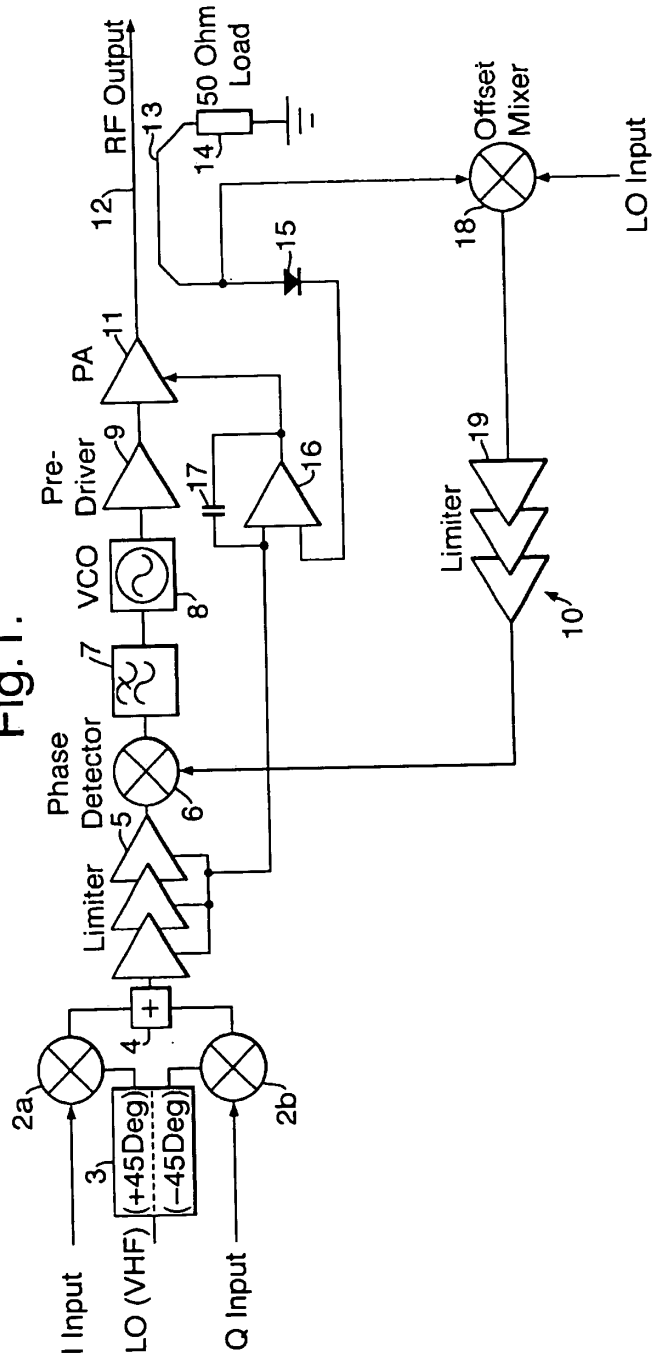 Fig.1.
I Input
2a
LO (VHF)
3
(+45Deg)
(−45Deg)
Q Input
2b
4
+
Limiter
5
Phase
Detector
6
7
VCO
8
Pre-
Driver
9
PA
11
12
RF Output
13
14
50 Ohm
Load
15
16
17
18
Offset
Mixer
LO Input
19
Limiter
10